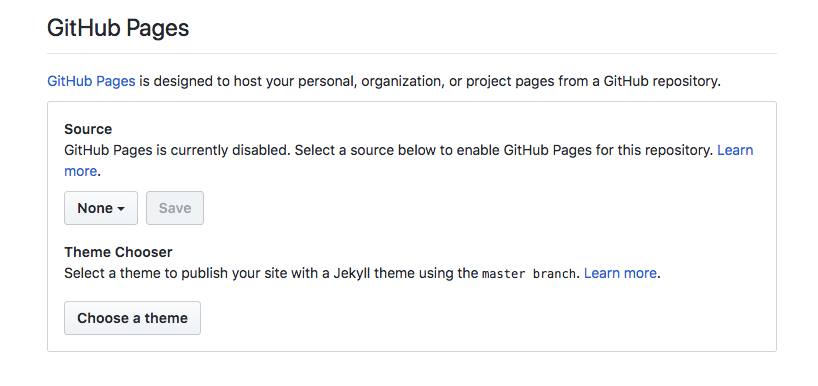 GitHub Pages
GitHub Pages is designed to host your personal, organization, or project pages from a GitHub repository.
Source
GitHub Pages is currently disabled. Select a source below to enable GitHub Pages for this repository. Learn
more.
None Save
Theme Chooser
Select a theme to publish your site with a Jekyll theme using the master branch. Learn more.
Choose a theme